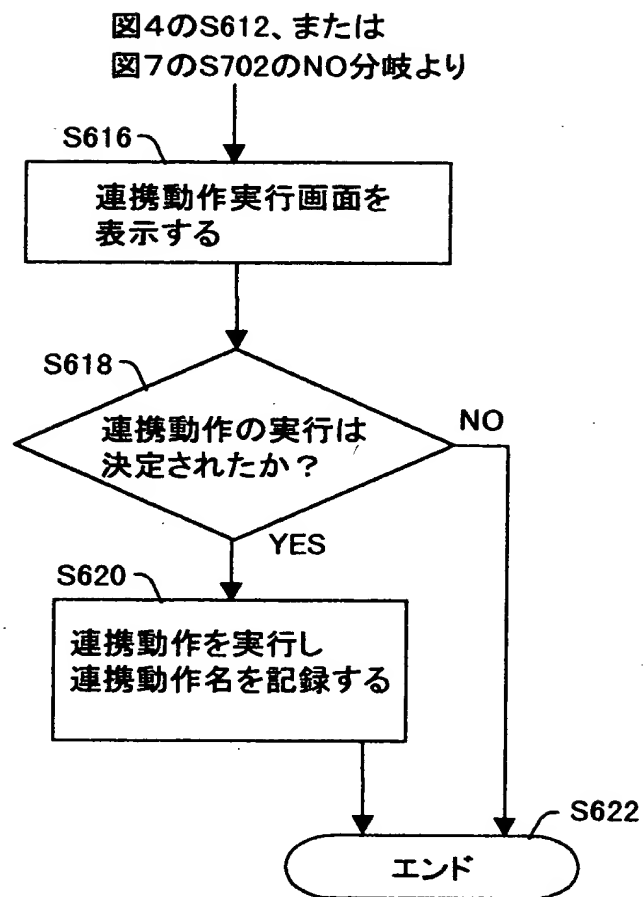 図4のS612、または
図7のS702のNO分岐より
S616
連携動作実行画面を
表示する
S618
連携動作の実行は
決定されたか？
NO
YES
S620
連携動作を実行し
連携動作名を記録する
S622
エンド